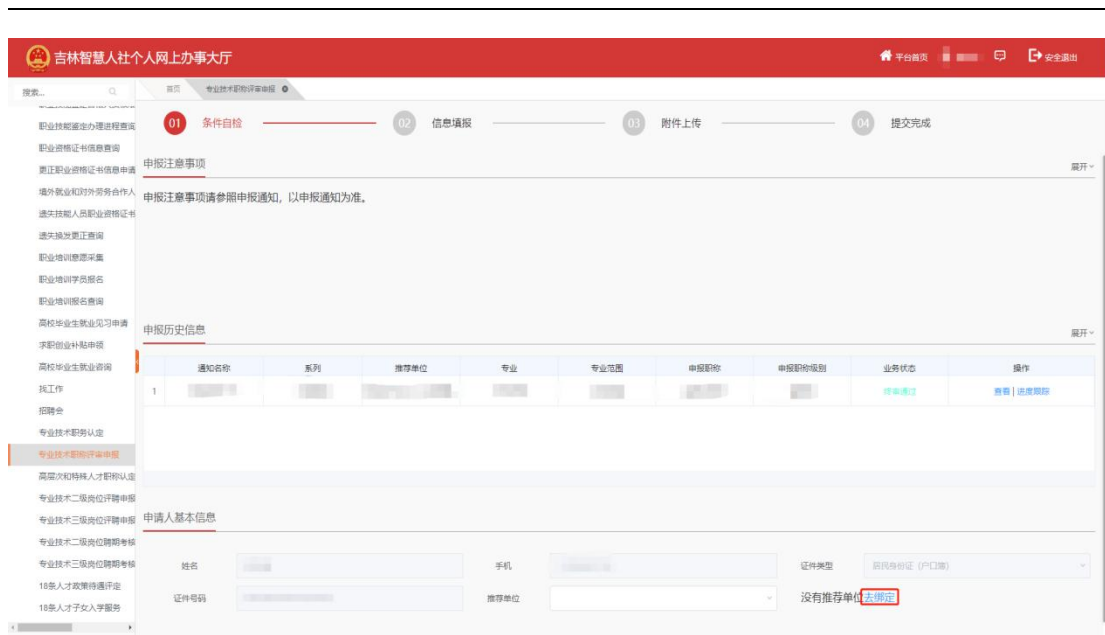 吉林智慧人社个人网上办事大厅
平台首页
安全退出
搜索...
首页
专业技术职称评审申报
职业技能鉴定办理进程查询
职业资格证书信息查询
更正职业资格证书信息申请
境外就业和对外劳务合作人
遗失技能人员职业资格证书
遗失换发更正查询
职业培训意愿采集
职业培训学员报名
职业培训报名查询
高校毕业生就业见习申请
求职创业补贴申领
高校毕业生就业咨询
找工作
招聘会
专业技术职务认定
专业技术职称评审申报
高层次和特殊人才职称认定
专业技术二级岗位评聘申报
专业技术三级岗位评聘申报
专业技术二级岗位聘期考核
专业技术三级岗位聘期考核
18条人才政策待遇评定
18条人才子女入学服务
01 条件自检 02 信息填报 03 附件上传 04 提交完成
申报注意事项 展开
申报注意事项请参照申报通知，以申报通知为准。
申报历史信息 展开
通知名称 系列 推荐单位 专业 专业范围 申报职称 申报职称级别 业务状态 操作
1 终审通过 查看 | 进度跟踪
申请人基本信息
姓名 手机 证件类型 居民身份证（户口簿）
证件号码 推荐单位 没有推荐单位去绑定